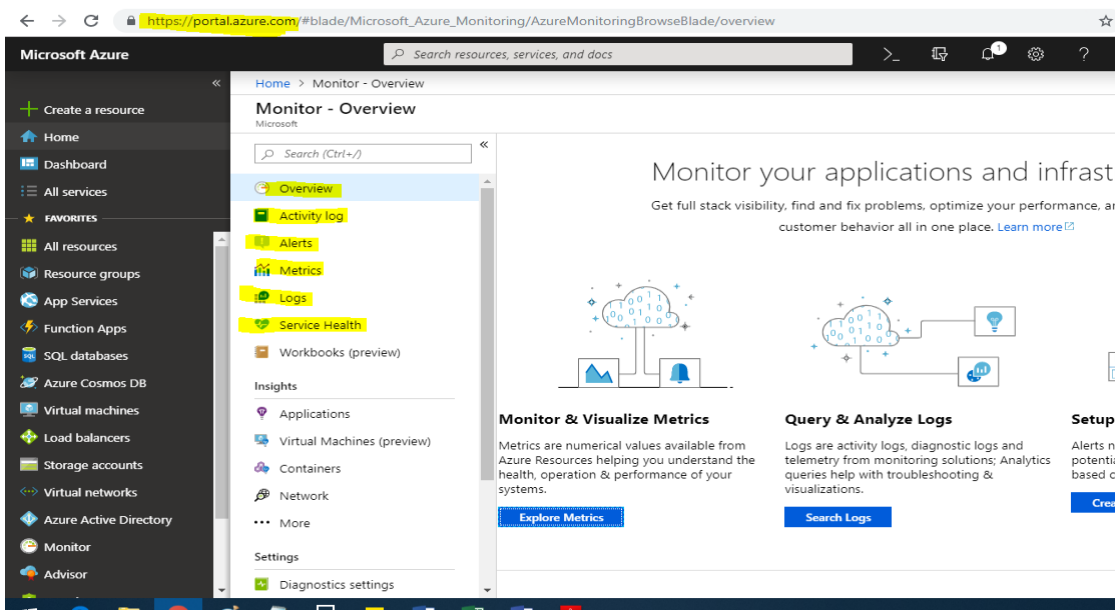 https://portal.azure.com/#blade/Microsoft_Azure_Monitoring/AzureMonitoringBrowseBlade/overview
Microsoft Azure
Search resources, services, and docs
1
?
Create a resource
Home
Dashboard
All services
FAVORITES
All resources
Resource groups
App Services
Function Apps
SQL databases
Azure Cosmos DB
Virtual machines
Load balancers
Storage accounts
Virtual networks
Azure Active Directory
Monitor
Advisor
Home > Monitor - Overview
Monitor - Overview
Microsoft
Search (Ctrl+/)
Overview
Activity log
Alerts
Metrics
Logs
Service Health
Workbooks (preview)
Insights
Applications
Virtual Machines (preview)
Containers
Network
More
Settings
Diagnostics settings
Monitor your applications and infrast
Get full stack visibility, find and fix problems, optimize your performance, a
customer behavior all in one place. Learn more
Monitor & Visualize Metrics
Metrics are numerical values available from
Azure Resources helping you understand the
health, operation & performance of your
systems.
Explore Metrics
Query & Analyze Logs
Logs are activity logs, diagnostic logs and
telemetry from monitoring solutions; Analytics
queries help with troubleshooting &
visualizations.
Search Logs
Setup
Alerts n
potentia
based o
Crea